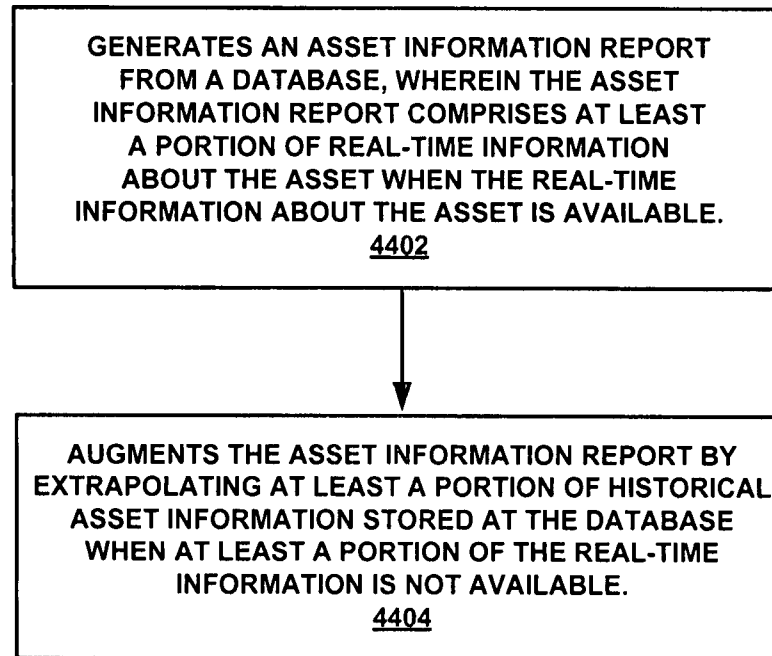 GENERATES AN ASSET INFORMATION REPORT
FROM A DATABASE, WHEREIN THE ASSET
INFORMATION REPORT COMPRISES AT LEAST
A PORTION OF REAL-TIME INFORMATION
ABOUT THE ASSET WHEN THE REAL-TIME
INFORMATION ABOUT THE ASSET IS AVAILABLE.
4402
AUGMENTS THE ASSET INFORMATION REPORT BY
EXTRAPOLATING AT LEAST A PORTION OF HISTORICAL
ASSET INFORMATION STORED AT THE DATABASE
WHEN AT LEAST A PORTION OF THE REAL-TIME
INFORMATION IS NOT AVAILABLE.
4404